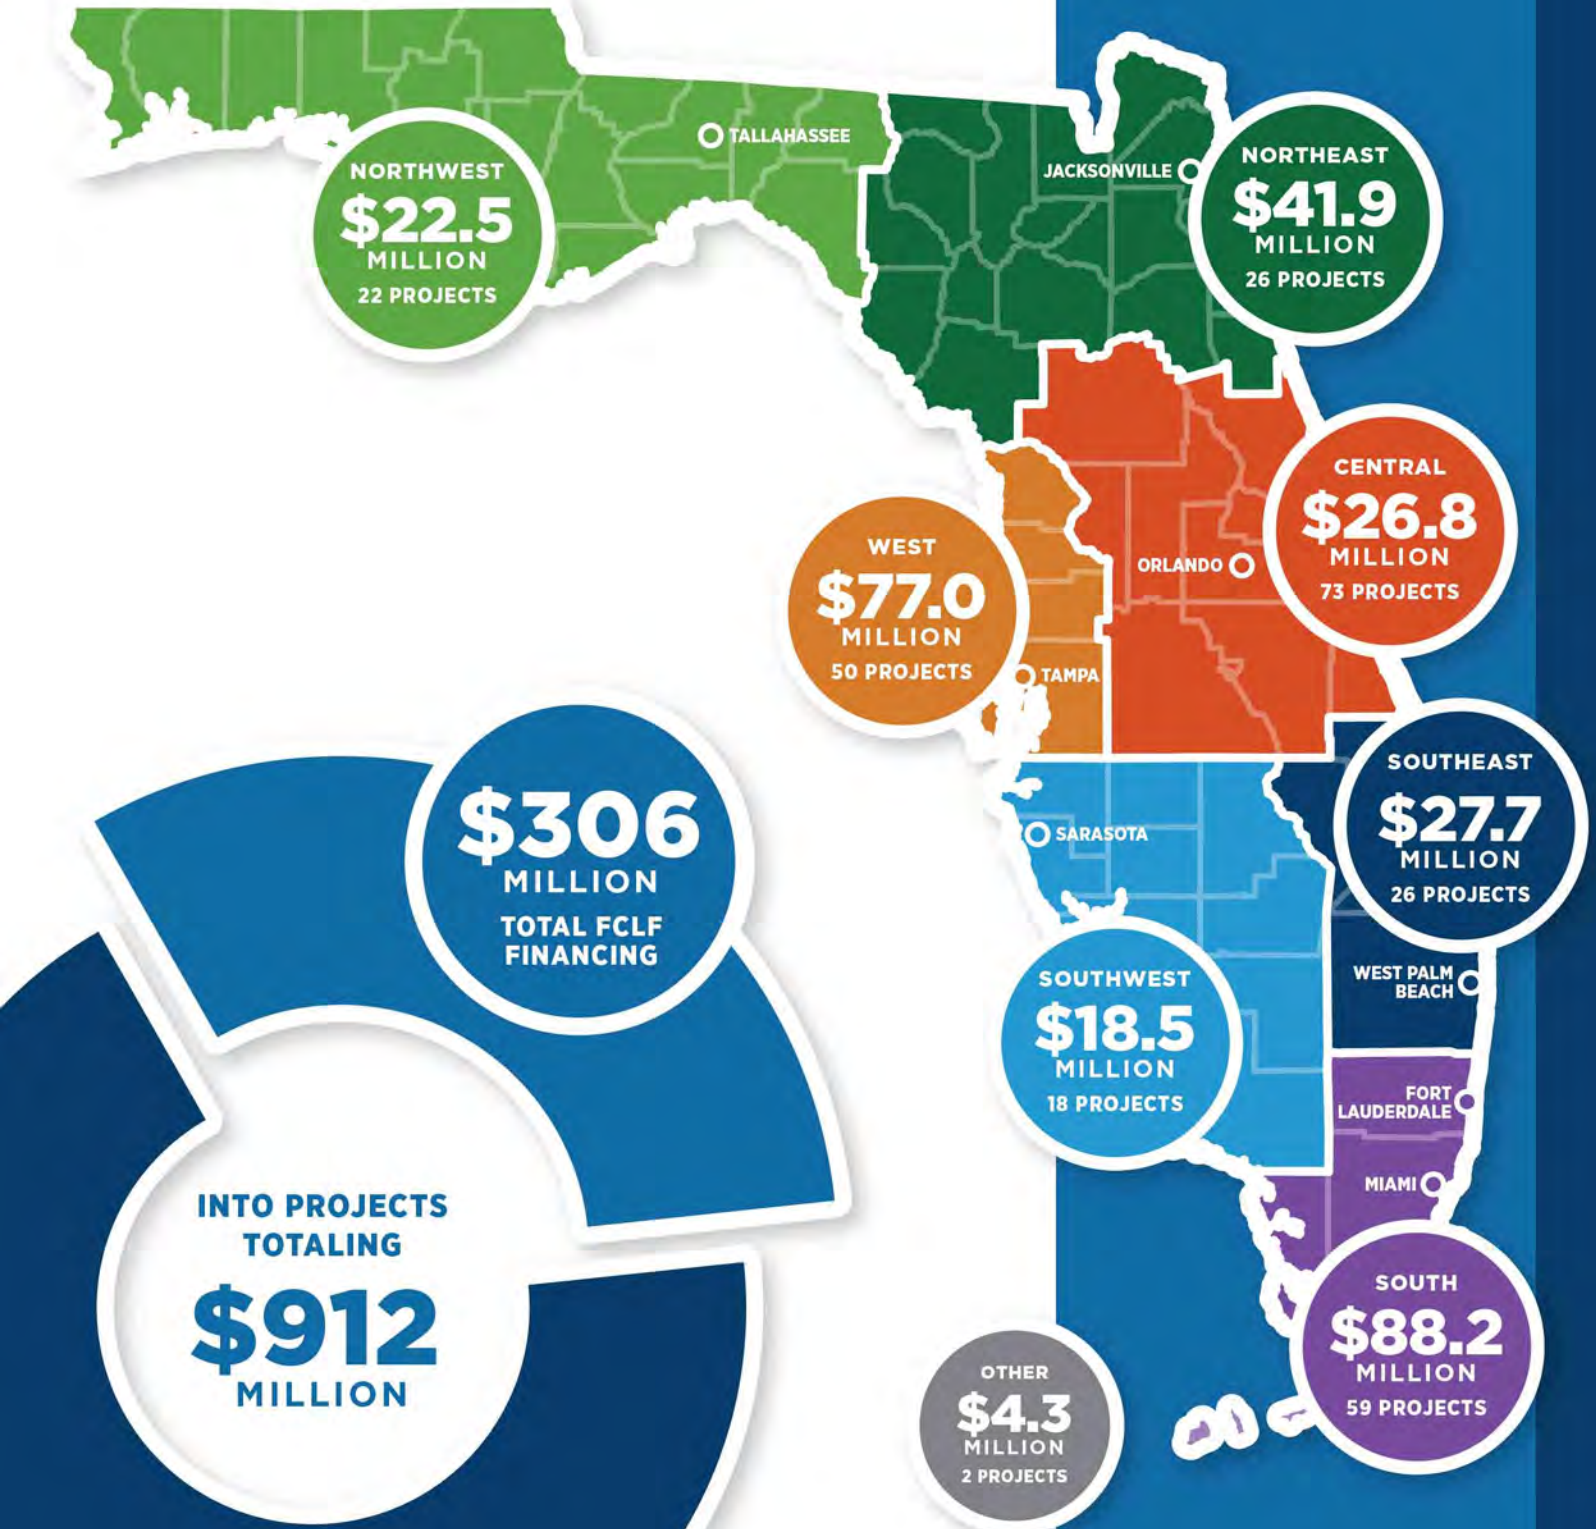 TALLAHASSEE
JACKSONVILLE
NORTHWEST
$22.5
MILLION
22 PROJECTS
NORTHEAST
$41.9
MILLION
26 PROJECTS
CENTRAL
$26.8
MILLION
73 PROJECTS
ORLANDO
WEST
$77.0
MILLION
50 PROJECTS
TAMPA
SOUTHEAST
$27.7
MILLION
26 PROJECTS
SARASOTA
WEST PALM
BEACH
SOUTHWEST
$18.5
MILLION
18 PROJECTS
FORT
LAUDERDALE
MIAMI
SOUTH
$88.2
MILLION
59 PROJECTS
OTHER
$4.3
MILLION
2 PROJECTS
$306
MILLION
TOTAL FCLF
FINANCING
INTO PROJECTS
TOTALING
$912
MILLION